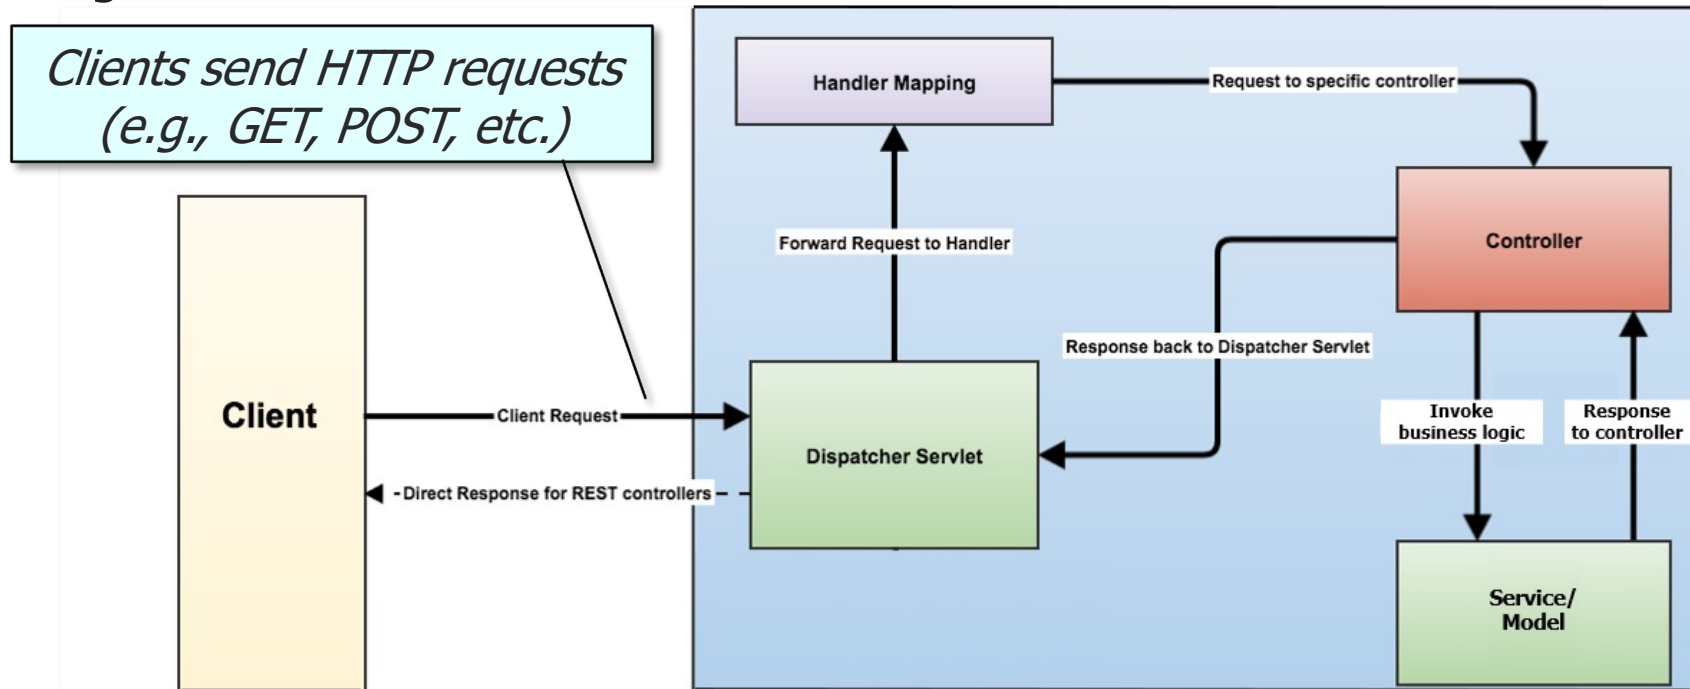 Clients send HTTP requests
(e.g., GET, POST, etc.)
Handler Mapping
Request to specific controller
Forward Request to Handler
Controller
Response back to Dispatcher Servlet
Client
Client Request
Dispatcher Servlet
Direct Response for REST controllers
Invoke
business logic
Response
to controller
Service/
Model